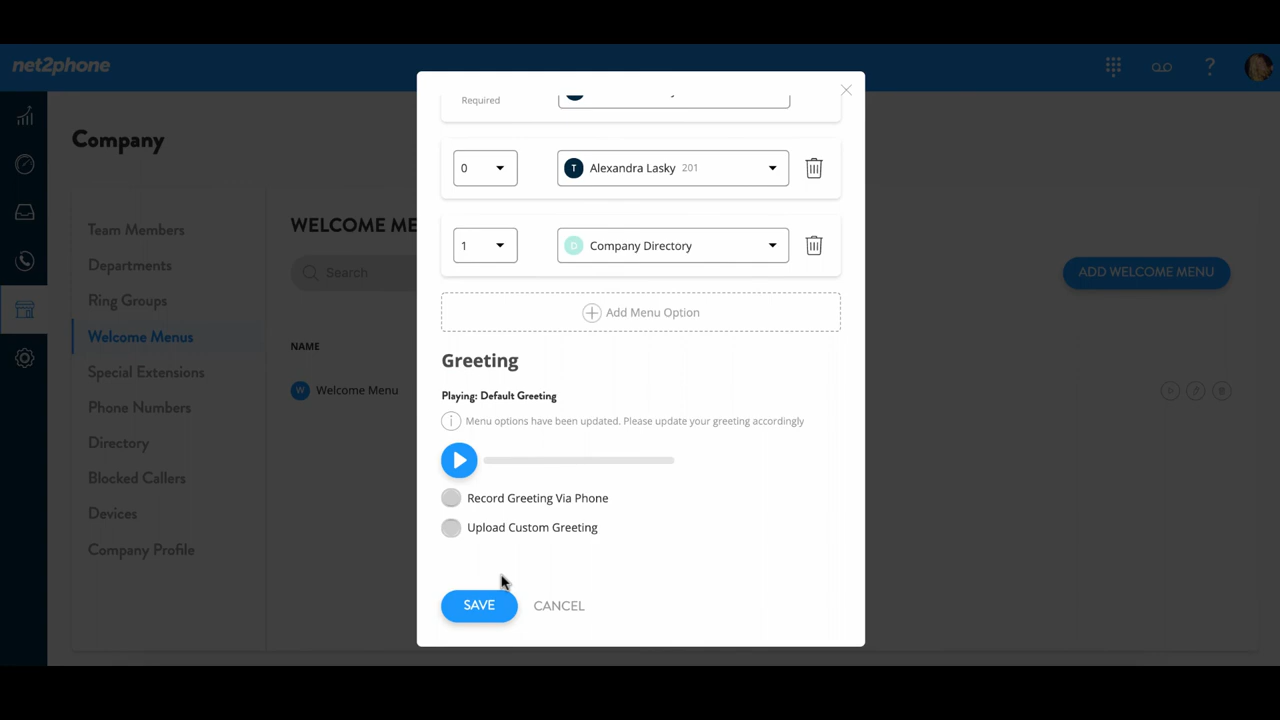 net2phone
?
Company
Team Members
Departments
Ring Groups
Welcome Menus
Special Extensions
Phone Numbers
Directory
Blocked Callers
Devices
Company Profile
WELCOME ME
Search
ADD WELCOME MENU
NAME
W Welcome Menu
Required
0
T Alexandra Lasky 201
1
D Company Directory
Add Menu Option
Greeting
Playing: Default Greeting
i Menu options have been updated. Please update your greeting accordingly
Record Greeting Via Phone
Upload Custom Greeting
SAVE CANCEL